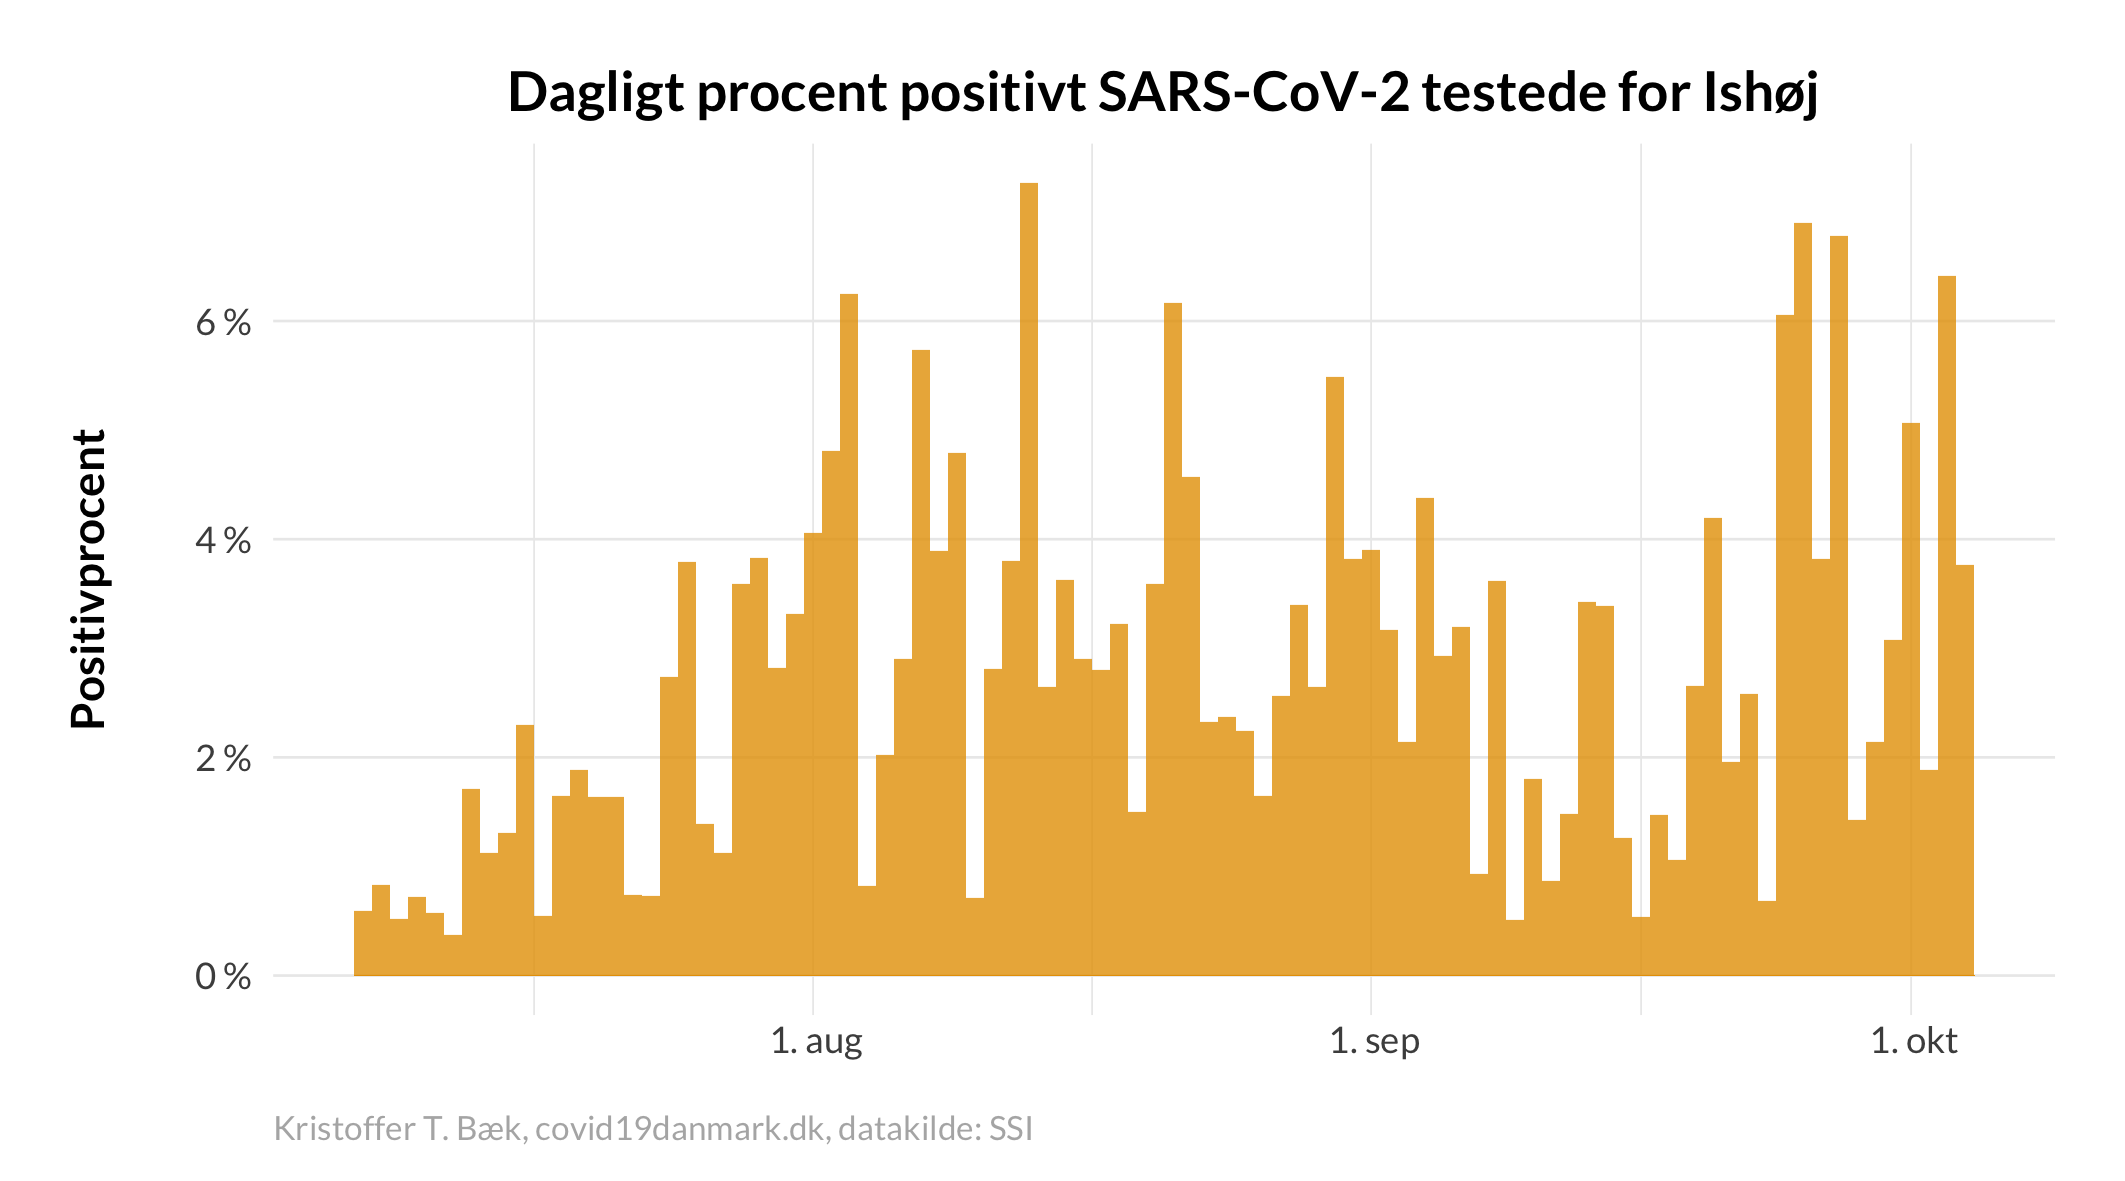 Dagligt procent positivt SARS-CoV-2 testede for Ishøj
Positivprocent
6 %
4 %
2 %
0 %
1. aug
1. sep
1. okt
Kristoffer T. Bæk, covid19danmark.dk, datakilde: SSI